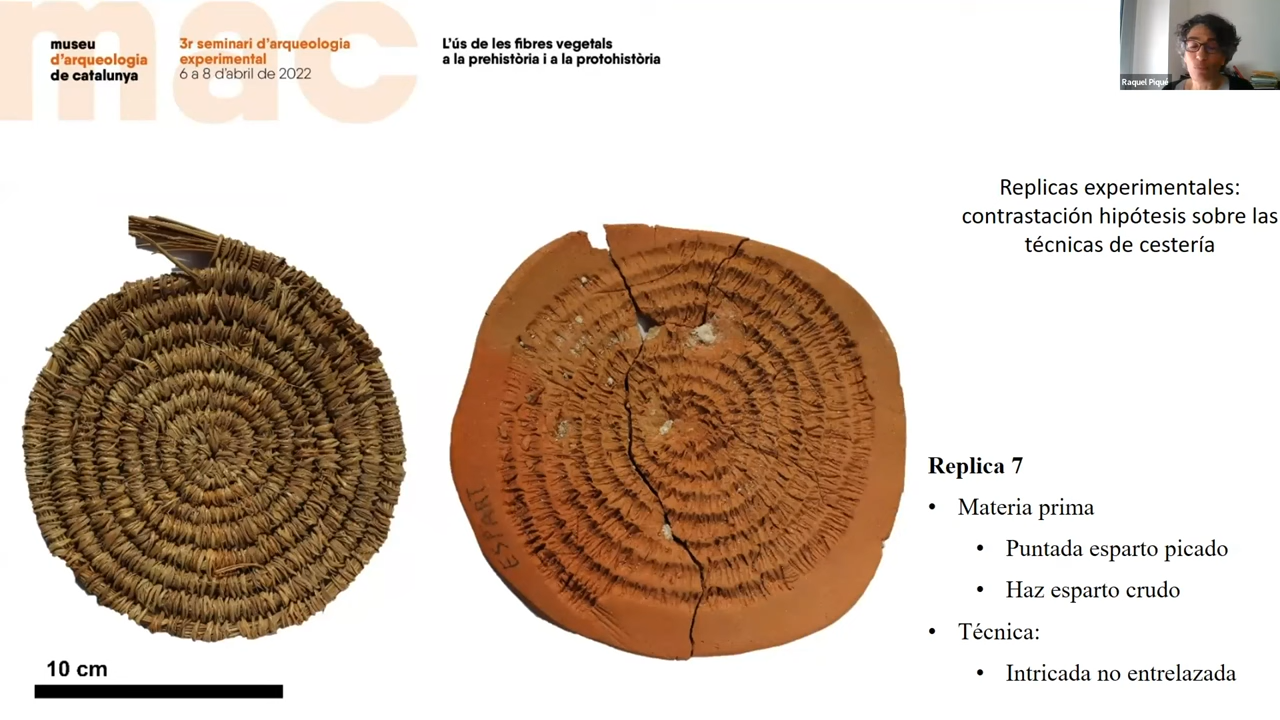 mac
museu
d'arqueologia
de catalunya
3r seminari d'arqueologia
experimental
6 a 8 d'abril de 2022
L'ús de les fibres vegetals
a la prehistòria i a la protohistòria
Raquel Piqué
Replicas experimentales:
contrastación hipótesis sobre las
técnicas de cestería
ESPART
Replica 7
• Materia prima
• Puntada esparto picado
• Haz esparto crudo
• Técnica:
• Intricada no entrelazada
10 cm